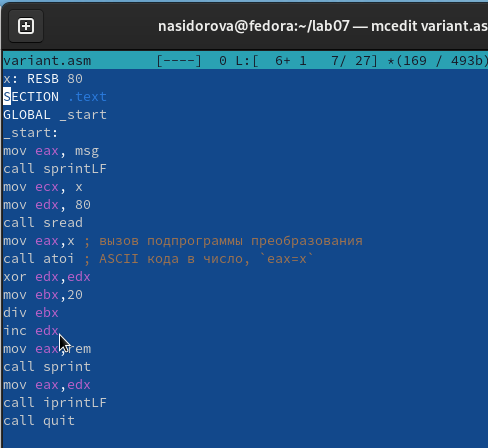 nasidorova@fedora:~/lab07 — mcedit variant.as
variant.asm [----] 0 L:[ 6+ 1 7/ 27] *(169 / 493b)
x: RESB 80
SECTION .text
GLOBAL _start
_start:
mov eax, msg
call sprintLF
mov ecx, x
mov edx, 80
call sread
mov eax,x ; вызов подпрограммы преобразования
call atoi ; ASCII кода в число, `eax=x`
xor edx,edx
mov ebx,20
div ebx
inc edx
mov eax,rem
call sprint
mov eax,edx
call iprintLF
call quit